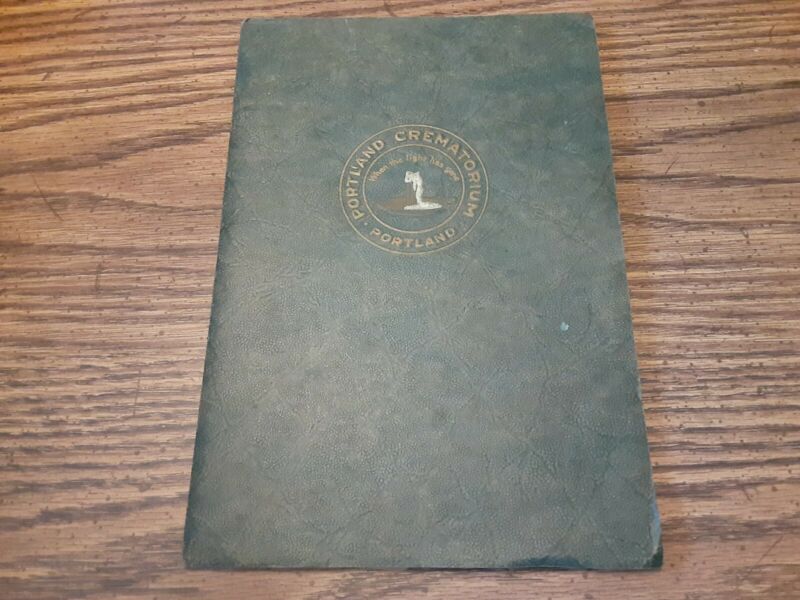 PORTLAND CREMATORIUM
When the light has gone
PORTLAND